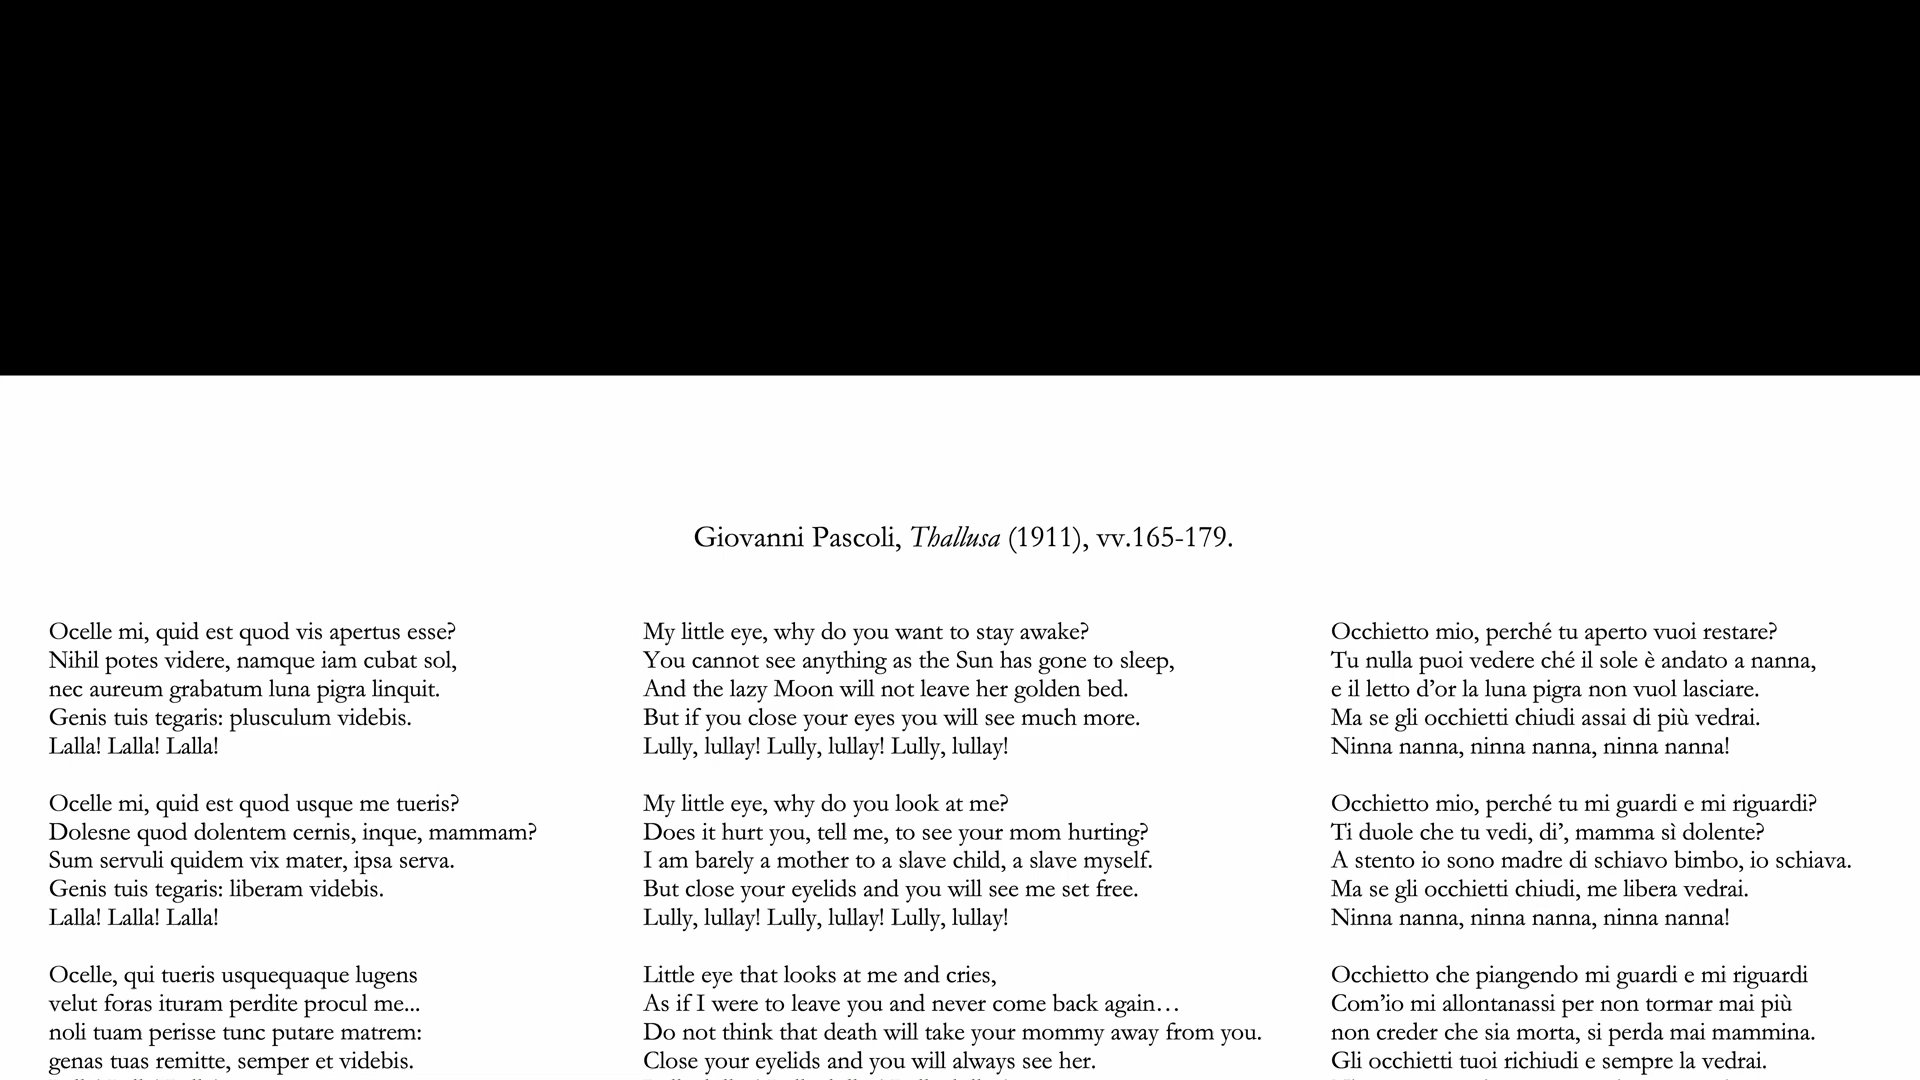 Giovanni Pascoli, Thallusa (1911), vv.165-179.
Ocelle mi, quid est quod vis apertus esse?
Nihil potes videre, namque iam cubat sol,
nec aureum grabatum luna pigra linquit.
Genis tuis tegaris: plusculum videbis.
Lalla! Lalla! Lalla!
Ocelle mi, quid est quod usque me tueris?
Dolesne quod dolentem cernis, inque, mammam?
Sum servuli quidem vix mater, ipsa serva.
Genis tuis tegaris: liberam videbis.
Lalla! Lalla! Lalla!
Ocelle, qui tueris usquequaque lugens
velut foras ituram perdite procul me...
noli tuam perisse tunc putare matrem:
genas tuas remitte, semper et videbis.
My little eye, why do you want to stay awake?
You cannot see anything as the Sun has gone to sleep,
And the lazy Moon will not leave her golden bed.
But if you close your eyes you will see much more.
Lully, lullay! Lully, lullay! Lully, lullay!
My little eye, why do you look at me?
Does it hurt you, tell me, to see your mom hurting?
I am barely a mother to a slave child, a slave myself.
But close your eyelids and you will see me set free.
Lully, lullay! Lully, lullay! Lully, lullay!
Little eye that looks at me and cries,
As if I were to leave you and never come back again…
Do not think that death will take your mommy away from you.
Close your eyelids and you will always see her.
Occhietto mio, perché tu aperto vuoi restare?
Tu nulla puoi vedere ché il sole è andato a nanna,
e il letto d’or la luna pigra non vuol lasciare.
Ma se gli occhietti chiudi assai di più vedrai.
Ninna nanna, ninna nanna, ninna nanna!
Occhietto mio, perché tu mi guardi e mi riguardi?
Ti duole che tu vedi, di’, mamma sì dolente?
A stento io sono madre di schiavo bimbo, io schiava.
Ma se gli occhietti chiudi, me libera vedrai.
Ninna nanna, ninna nanna, ninna nanna!
Occhietto che piangendo mi guardi e mi riguardi
Com’io mi allontanassi per non tornar mai più
non creder che sia morta, si perda mai mammina.
Gli occhietti tuoi richiudi e sempre la vedrai.